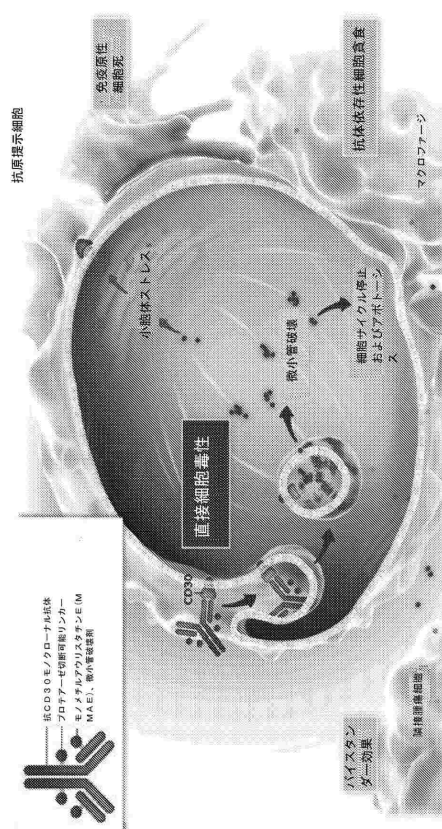 抗CD30モノクローナル抗体
プロテアーゼ切断可能リンカー
モノメチルアウリスタチンE(M
MAE)、微小管破壊剤
抗原提示細胞
免疫原性
細胞死
CD30
直接細胞毒性
小胞体ストレス
微小管破壊
細胞サイクル停止
およびアポトーシ
ス
抗体依存性細胞貪食
マクロファージ
バイスタン
ダー効果
隣接腫瘍細胞